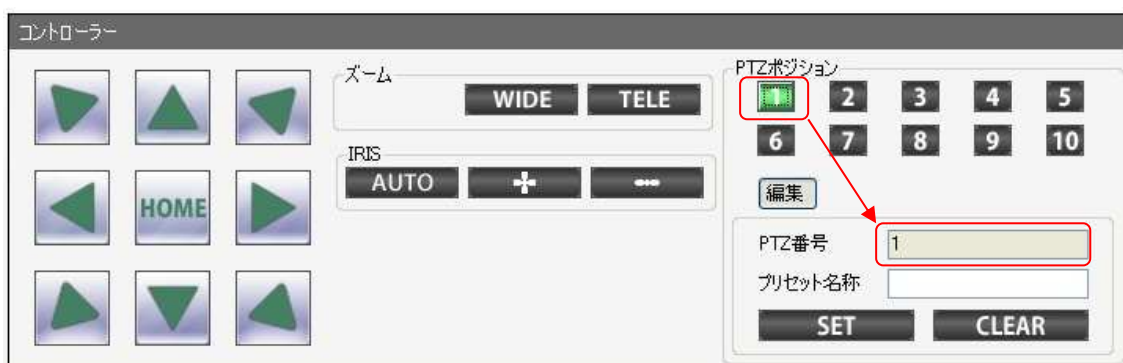 コントローラー
HOME
ズーム
WIDE TELE
IRIS
AUTO + -
PTZポジション
1 2 3 4 5
6 7 8 9 10
編集
PTZ番号 1
プリセット名称
SET CLEAR